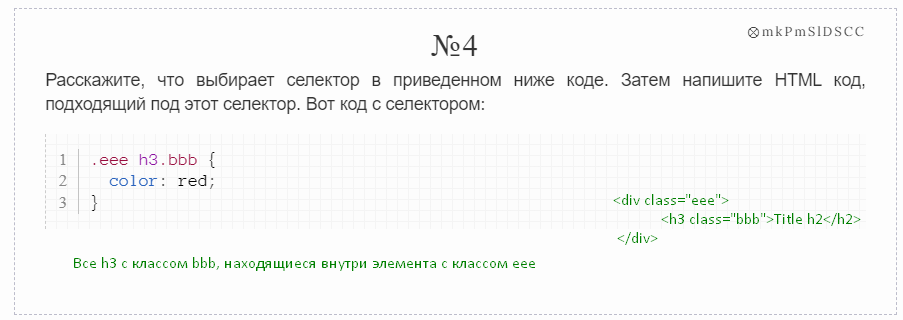 №4
⊗mkPmSlDSCC
Расскажите, что выбирает селектор в приведенном ниже коде. Затем напишите HTML код,
подходящий под этот селектор. Вот код с селектором:
1 .eee h3.bbb {
2 color: red;
3 }
<div class="eee">
<h3 class="bbb">Title h2</h2>
</div>
Все h3 с классом bbb, находящиеся внутри элемента с классом eee